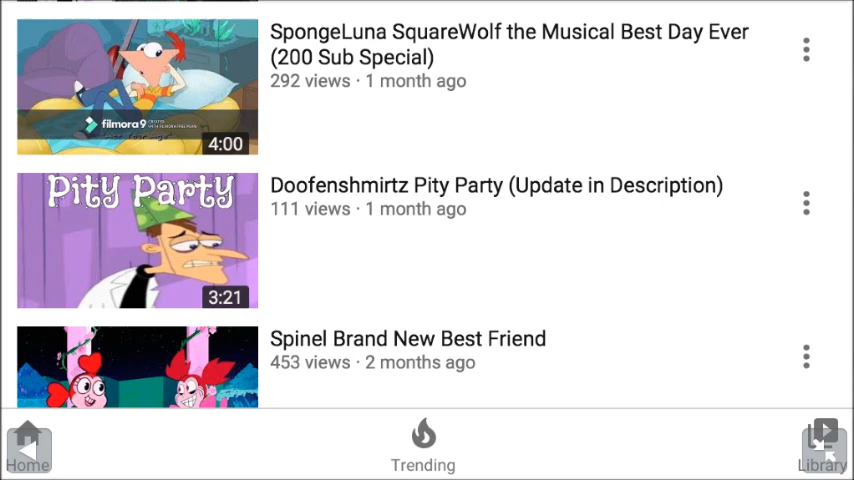 SpongeLuna SquareWolf the Musical Best Day Ever
(200 Sub Special)
292 views · 1 month ago
filmora9
4:00
Pity Party
Doofenshmirtz Pity Party (Update in Description)
111 views · 1 month ago
3:21
Spinel Brand New Best Friend
453 views · 2 months ago
Home
Trending
Library